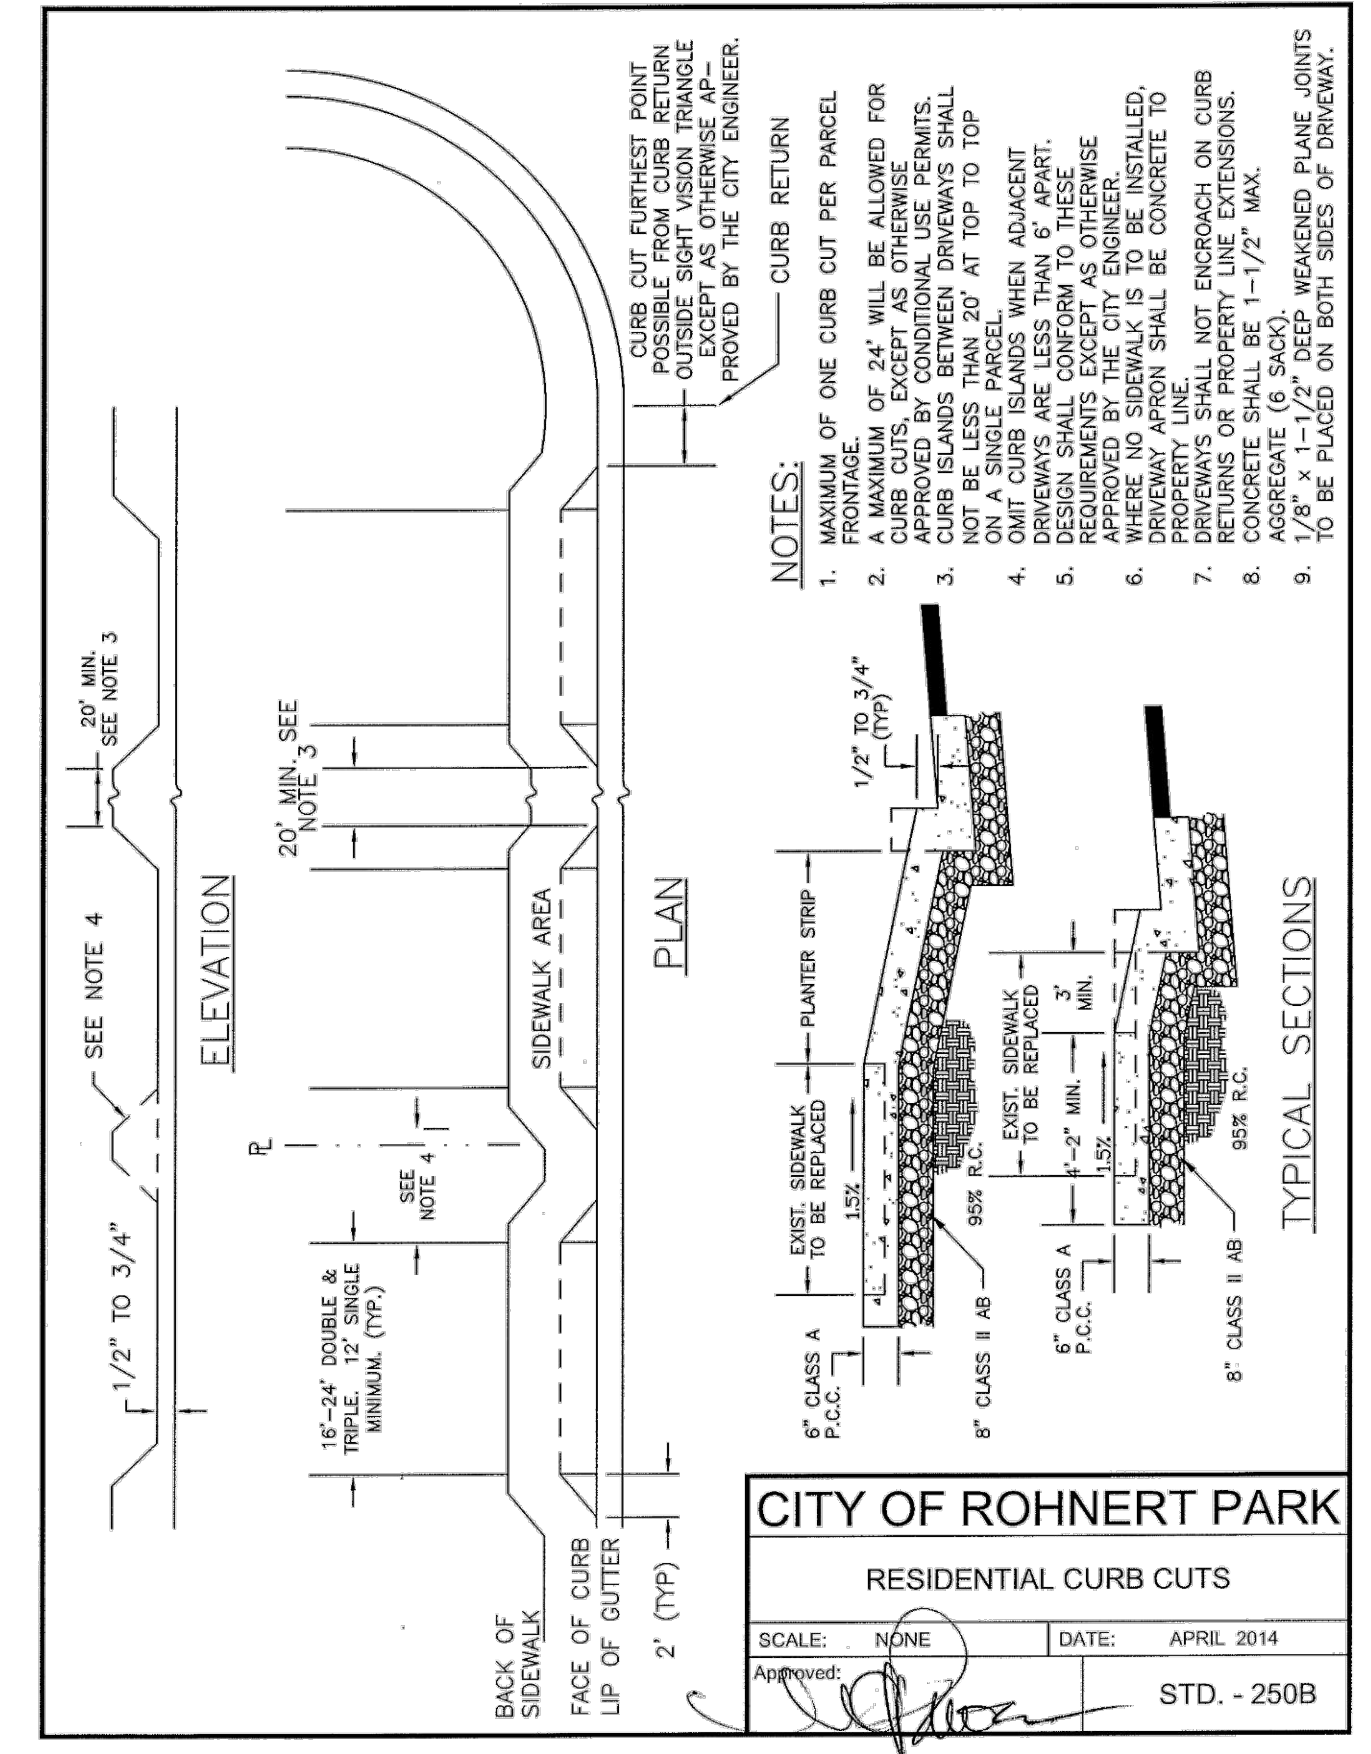 1/2" TO 3/4"
SEE NOTE 4
20' MIN.
SEE NOTE 3
ELEVATION
16'-24' DOUBLE &
TRIPLE. 12' SINGLE
MINIMUM. (TYP.)
SEE
NOTE 4
PL
20' MIN. SEE
NOTE 3
SIDEWALK AREA
BACK OF
SIDEWALK
FACE OF CURB
LIP OF GUTTER
2' (TYP)
PLAN
CURB CUT FURTHEST POINT
POSSIBLE FROM CURB RETURN
OUTSIDE SIGHT VISION TRIANGLE
EXCEPT AS OTHERWISE AP-
PROVED BY THE CITY ENGINEER.
CURB RETURN
NOTES:
1. MAXIMUM OF ONE CURB CUT PER PARCEL
FRONTAGE.
2. A MAXIMUM OF 24' WILL BE ALLOWED FOR
CURB CUTS, EXCEPT AS OTHERWISE
APPROVED BY CONDITIONAL USE PERMITS.
3. CURB ISLANDS BETWEEN DRIVEWAYS SHALL
NOT BE LESS THAN 20' AT TOP TO TOP
ON A SINGLE PARCEL.
4. OMIT CURB ISLANDS WHEN ADJACENT
DRIVEWAYS ARE LESS THAN 6' APART.
5. DESIGN SHALL CONFORM TO THESE
REQUIREMENTS EXCEPT AS OTHERWISE
APPROVED BY THE CITY ENGINEER.
6. WHERE NO SIDEWALK IS TO BE INSTALLED,
DRIVEWAY APRON SHALL BE CONCRETE TO
PROPERTY LINE.
7. DRIVEWAYS SHALL NOT ENCROACH ON CURB
RETURNS OR PROPERTY LINE EXTENSIONS.
8. CONCRETE SHALL BE 1-1/2" MAX.
AGGREGATE (6 SACK).
9. 1/8" x 1-1/2" DEEP WEAKENED PLANE JOINTS
TO BE PLACED ON BOTH SIDES OF DRIVEWAY.
6" CLASS A
P.C.C.
EXIST. SIDEWALK
TO BE REPLACED
PLANTER STRIP
1/2" TO 3/4"
(TYP)
1.5%
95% R.C.
8" CLASS II AB
6" CLASS A
P.C.C.
EXIST. SIDEWALK
TO BE REPLACED
4'-2" MIN.
3'
MIN.
1.5%
95% R.C.
8" CLASS II AB
TYPICAL SECTIONS
CITY OF ROHNERT PARK
RESIDENTIAL CURB CUTS
SCALE: NONE
DATE: APRIL 2014
Approved:
STD. - 250B